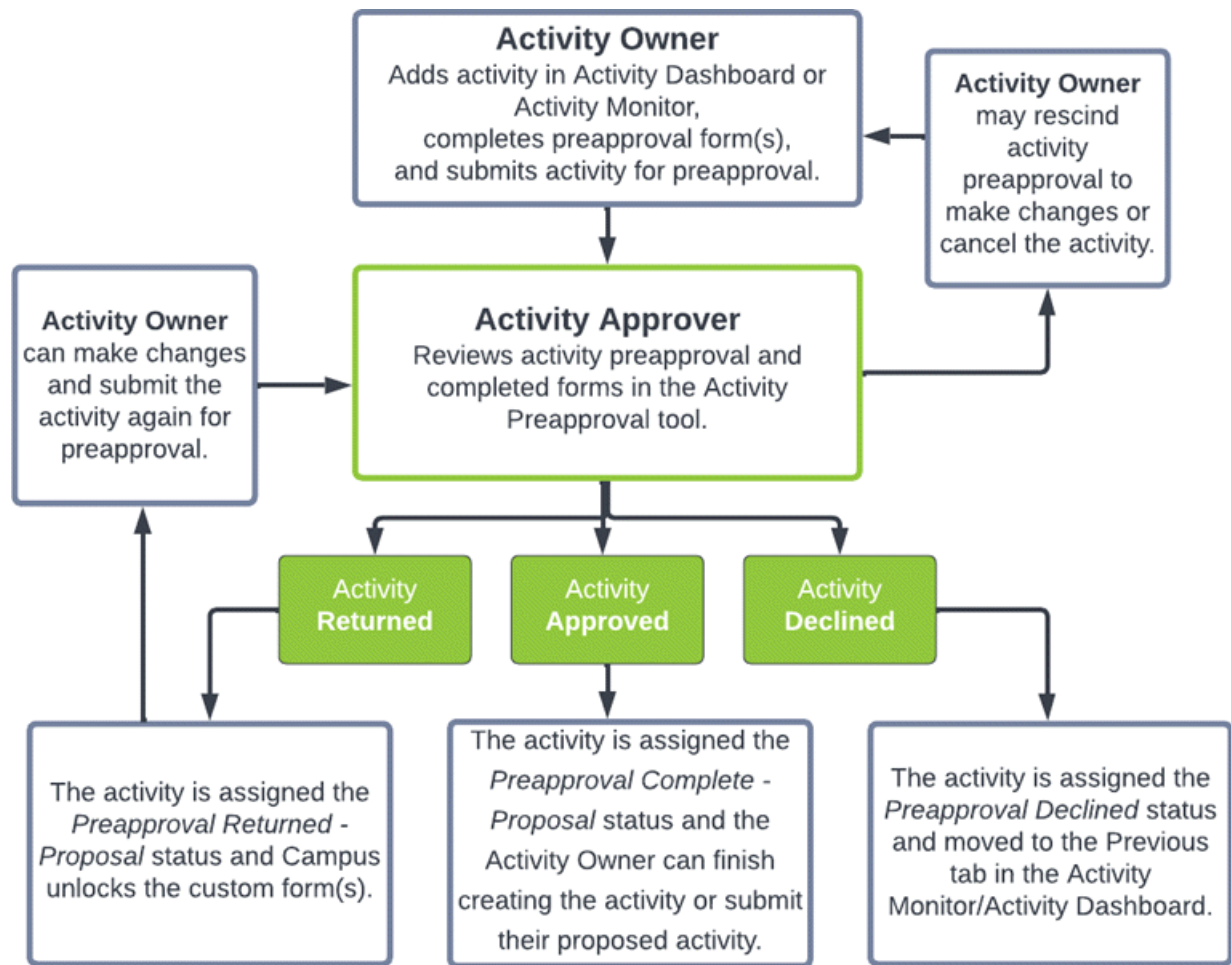 Activity Owner
Adds activity in Activity Dashboard or
Activity Monitor,
completes preapproval form(s),
and submits activity for preapproval.
Activity Owner
may rescind
activity
preapproval to
make changes or
cancel the activity.
Activity Owner
can make changes
and submit the
activity again for
preapproval.
Activity Approver
Reviews activity preapproval and
completed forms in the Activity
Preapproval tool.
Activity
Returned
Activity
Approved
Activity
Declined
The activity is assigned the
Preapproval Returned -
Proposal status and Campus
unlocks the custom form(s).
The activity is assigned the
Preapproval Complete -
Proposal status and the
Activity Owner can finish
creating the activity or submit
their proposed activity.
The activity is assigned the
Preapproval Declined status
and moved to the Previous
tab in the Activity
Monitor/Activity Dashboard.